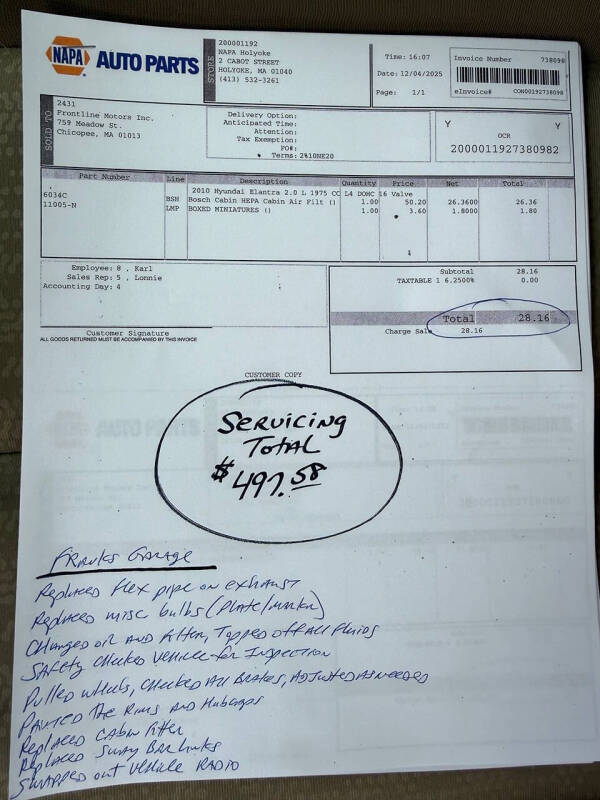 NAPA AUTO PARTS
STORE
200001192
NAPA Holyoke
2 CABOT STREET
HOLYOKE, MA 01040
(413) 532-3261
Time: 16:07
Date: 12/04/2025
Page: 1/1
Invoice Number 738098
eInvoice# CON00192738098
SOLD TO
2431
Frontline Motors Inc.
759 Meadow St.
Chicopee, MA 01013
Delivery Option:
Anticipated Time:
Attention:
Tax Exemption:
PO#:
Terms: 2%10NE20
Y Y
OCR
2000011927380982
Part Number Line Description Quantity Price Net Total
2010 Hyundai Elantra 2.0 L 1975 CC L4 DOHC 16 Valve
6034C BSH Bosch Cabin HEPA Cabin Air Filt () 1.00 50.20 26.3600 26.36
11005-N LMP BOXED MINIATURES () 1.00 3.60 1.8000 1.80
Employee: 8 , Karl
Sales Rep: 5 , Lonnie
Accounting Day: 4
Subtotal 28.16
TAXTABLE 1 6.2500% 0.00
Total 28.16
Charge Sale 28.16
Customer Signature
ALL GOODS RETURNED MUST BE ACCOMPANIED BY THIS INVOICE
CUSTOMER COPY
SERVICING
TOTAL
$497.58
FRANKS GARAGE
Replaced flex pipe on exhaust
Replaced misc bulbs (Plate/marker)
Changed oil AND filter, Topped off All fluids
SAfety checked vehicle for Inspection
Pulled wheels, checked All Brakes, Adjusted As needed
PAinted The Rims AND Hubcaps
Replaced CABIN filter
Replaced Sway BAr links
Swapped out vehicle RADIO